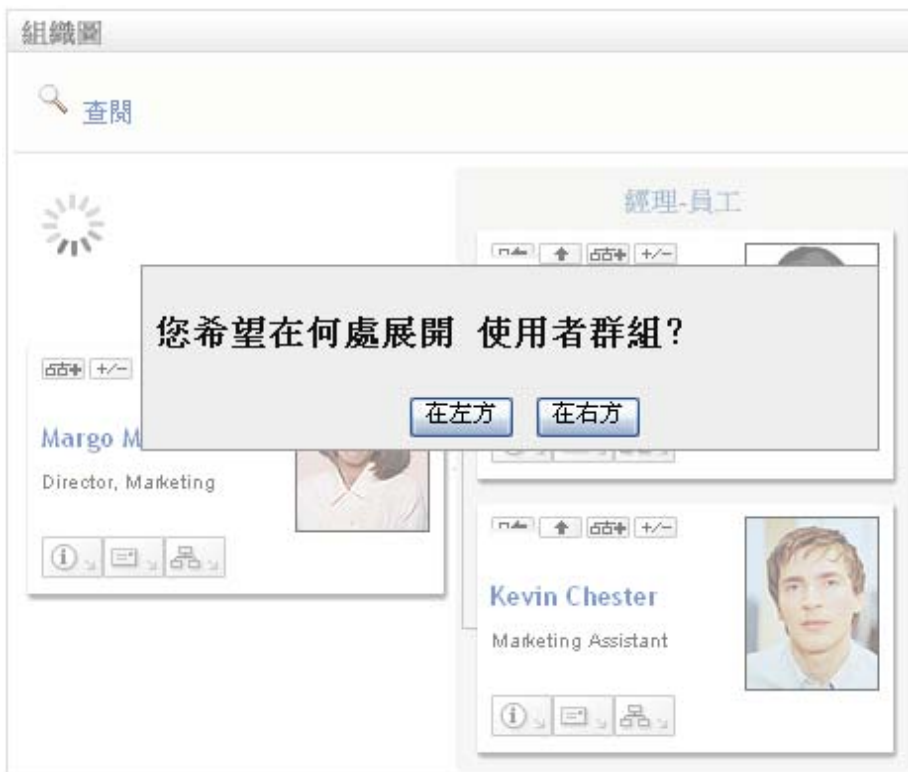 組織圖
查閱
經理-員工
+/-
您希望在何處展開 使用者群組?
+/-
在左方 在右方
Margo M
Director, Marketing
+/-
Kevin Chester
Marketing Assistant